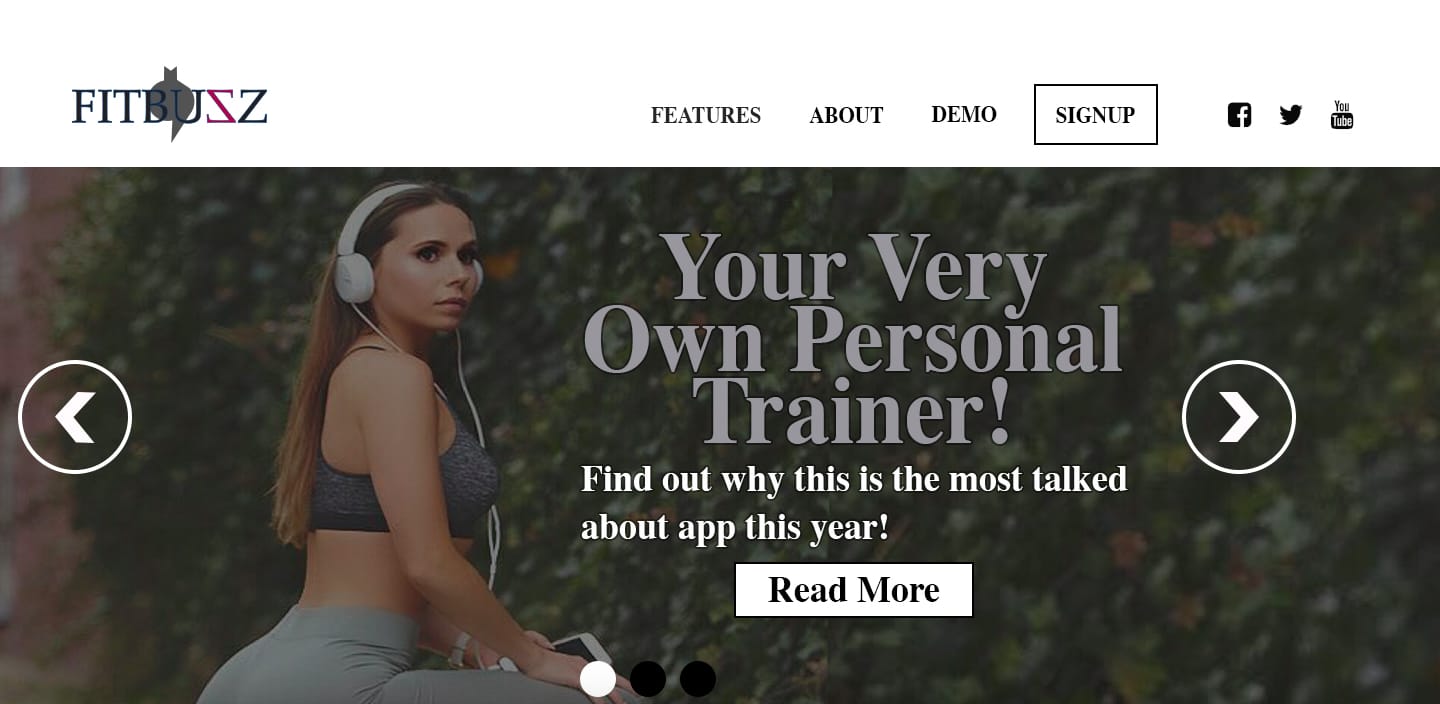 FITBUZZ
FEATURES
ABOUT
DEMO
SIGNUP
You
Tube
Your Very
Own Personal
Trainer!
Find out why this is the most talked
about app this year!
Read More